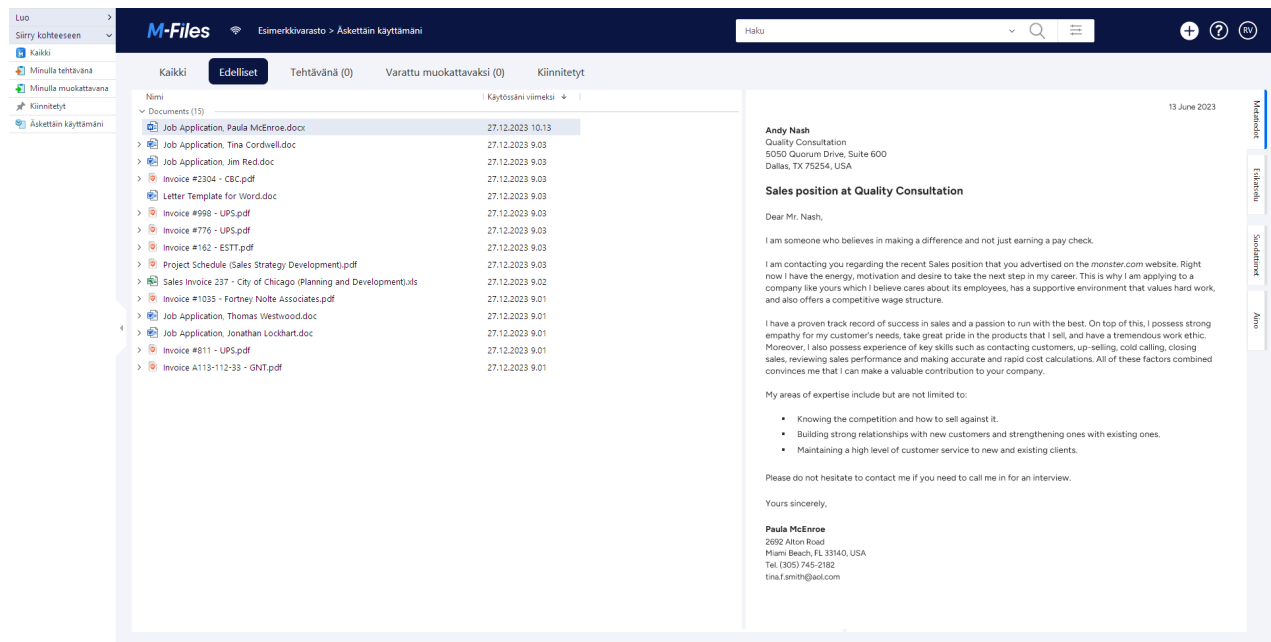 Luo
Siirry kohteeseen
Kaikki
Minulla tehtävänä
Minulla muokattavana
Kiinnitetyt
Äskettäin käyttämäni
M-Files
Esimerkkivarasto > Äskettäin käyttämäni
Haku
RV
Kaikki
Edelliset
Tehtävänä (0)
Varattu muokattavaksi (0)
Kiinnitetyt
Nimi
Käytössäni viimeksi
Documents (15)
Job Application, Paula McEnroe.docx 27.12.2023 10.13
Job Application, Tina Cordwell.doc 27.12.2023 9.03
Job Application, Jim Red.doc 27.12.2023 9.03
Invoice #2304 - CBC.pdf 27.12.2023 9.03
Letter Template for Word.doc 27.12.2023 9.03
Invoice #998 - UPS.pdf 27.12.2023 9.03
Invoice #776 - UPS.pdf 27.12.2023 9.03
Invoice #162 - ESTT.pdf 27.12.2023 9.03
Project Schedule (Sales Strategy Development).pdf 27.12.2023 9.03
Sales Invoice 237 - City of Chicago (Planning and Development).xls 27.12.2023 9.02
Invoice #1035 - Fortney Nolte Associates.pdf 27.12.2023 9.01
Job Application, Thomas Westwood.doc 27.12.2023 9.01
Job Application, Jonathan Lockhart.doc 27.12.2023 9.01
Invoice #811 - UPS.pdf 27.12.2023 9.01
Invoice A113-112-33 - GNT.pdf 27.12.2023 9.01
13 June 2023
Andy Nash
Quality Consultation
5050 Quorum Drive, Suite 600
Dallas, TX 75254, USA
Sales position at Quality Consultation
Dear Mr. Nash,
I am someone who believes in making a difference and not just earning a pay check.
I am contacting you regarding the recent Sales position that you advertised on the monster.com website. Right
now I have the energy, motivation and desire to take the next step in my career. This is why I am applying to a
company like yours which I believe cares about its employees, has a supportive environment that values hard work,
and also offers a competitive wage structure.
I have a proven track record of success in sales and a passion to run with the best. On top of this, I possess strong
empathy for my customer's needs, take great pride in the products that I sell, and have a tremendous work ethic.
Moreover, I also possess experience of key skills such as contacting customers, up-selling, cold calling, closing
sales, reviewing sales performance and making accurate and rapid cost calculations. All of these factors combined
convinces me that I can make a valuable contribution to your company.
My areas of expertise include but are not limited to:
Knowing the competition and how to sell against it.
Building strong relationships with new customers and strengthening ones with existing ones.
Maintaining a high level of customer service to new and existing clients.
Please do not hesitate to contact me if you need to call me in for an interview.
Yours sincerely,
Paula McEnroe
2692 Alton Road
Miami Beach, FL 33140, USA
Tel. (305) 745-2182
tina.f.smith@aol.com
Metatiedot
Esikatselu
Suodattimet
Aino